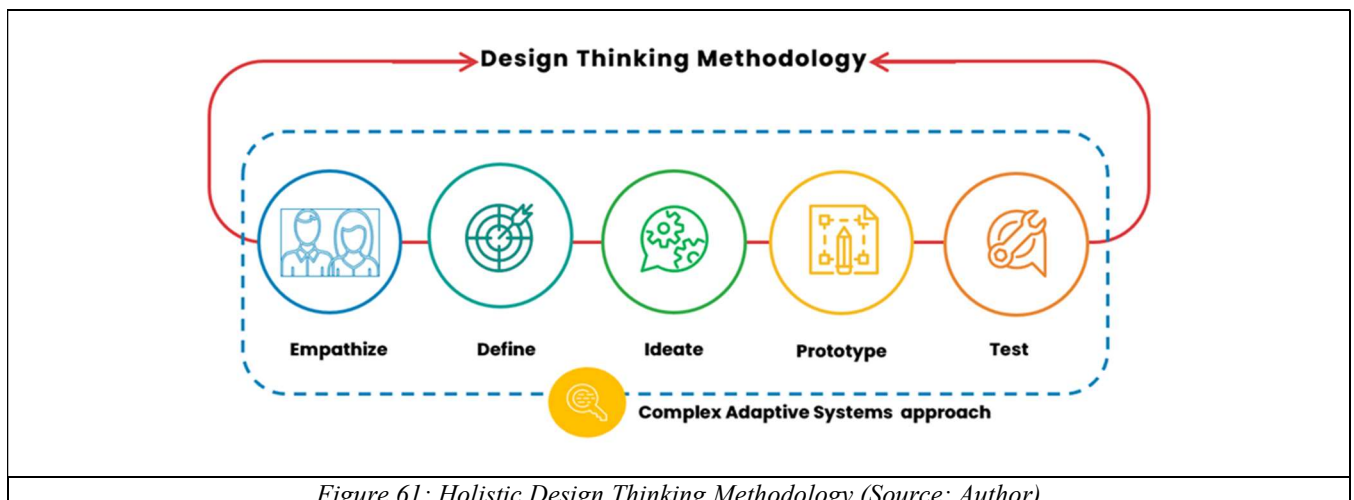 Design Thinking Methodology
Empathize Define Ideate Prototype Test
Complex Adaptive Systems approach
Figure 61: Holistic Design Thinking Methodology (Source: Author)